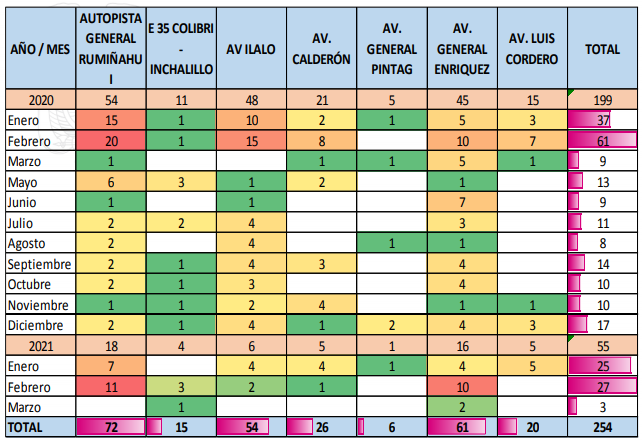 AÑO / MES
AUTOPISTA
GENERAL
RUMIÑAHU
I
E 35 COLIBRI
-
INCHALILLO
AV ILALO
AV.
CALDERÓN
AV.
GENERAL
PINTAG
AV.
GENERAL
ENRIQUEZ
AV. LUIS
CORDERO
TOTAL
2020 54 11 48 21 5 45 15 199
Enero 15 1 10 2 1 5 3 37
Febrero 20 1 15 8 10 7 61
Marzo 1 1 1 5 1 9
Mayo 6 3 1 2 1 13
Junio 1 1 7 9
Julio 2 2 4 3 11
Agosto 2 4 1 1 8
Septiembre 2 1 4 3 4 14
Octubre 2 1 3 4 10
Noviembre 1 1 2 4 1 1 10
Diciembre 2 1 4 1 2 4 3 17
2021 18 4 6 5 1 16 5 55
Enero 7 4 4 1 4 5 25
Febrero 11 3 2 1 10 27
Marzo 1 2 3
TOTAL 72 15 54 26 6 61 20 254